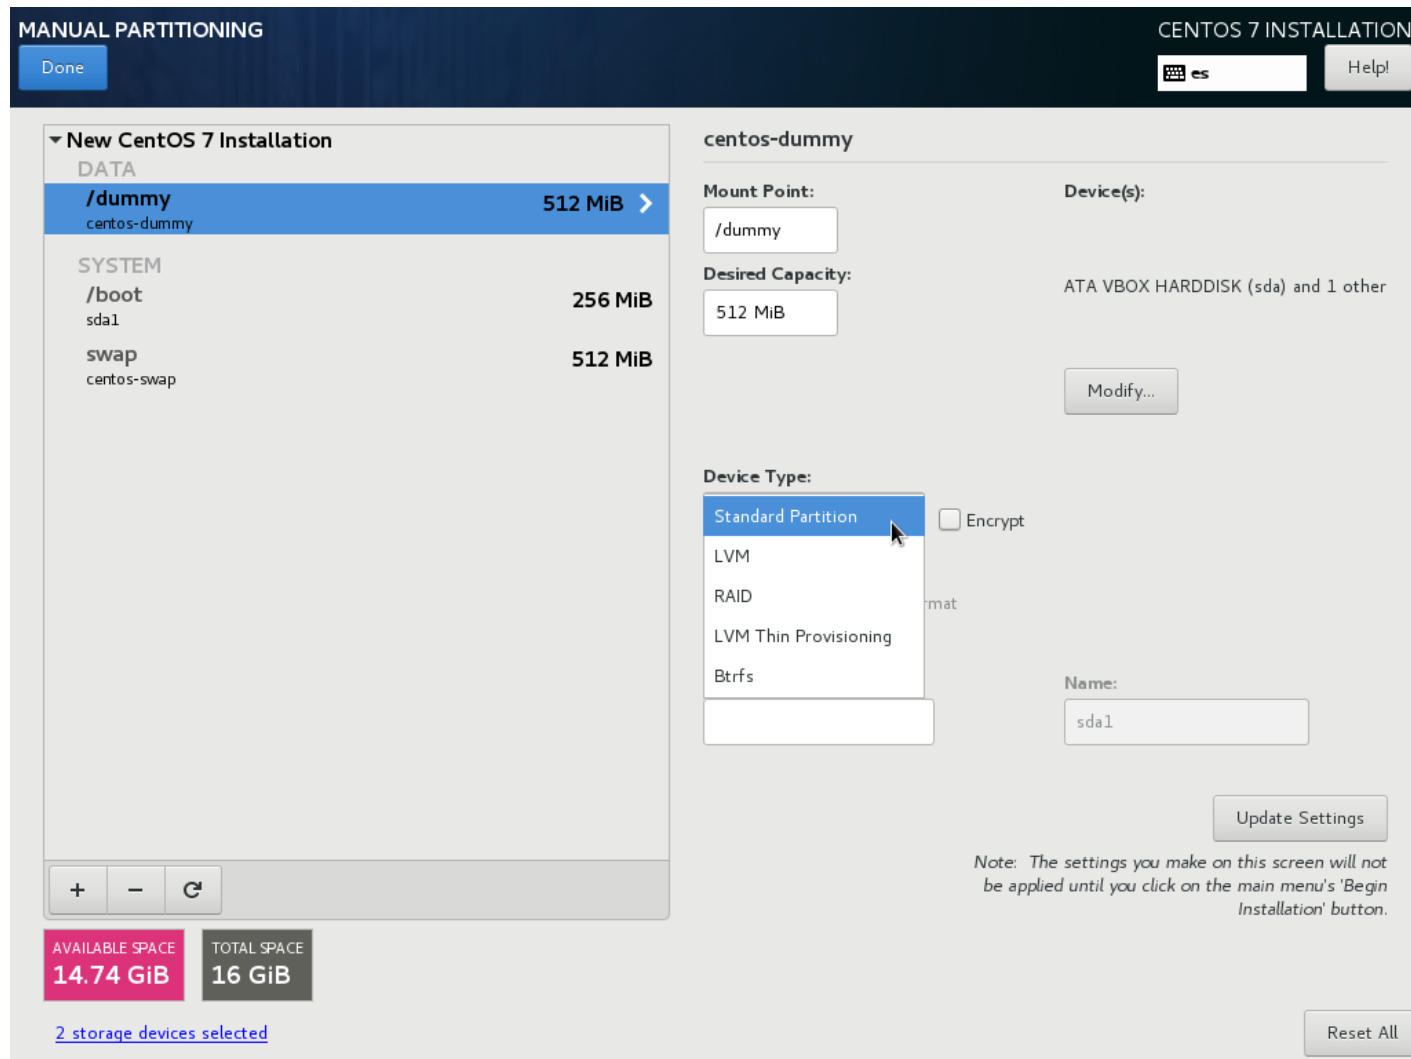 MANUAL PARTITIONING
CENTOS 7 INSTALLATION
Done
es
Help!
New CentOS 7 Installation
DATA
/dummy
512 MiB
centos-dummy
SYSTEM
/boot
256 MiB
sda1
swap
512 MiB
centos-swap
+ −
AVAILABLE SPACE
14.74 GiB
TOTAL SPACE
16 GiB
2 storage devices selected
centos-dummy
Mount Point:
/dummy
Desired Capacity:
512 MiB
Device(s):
ATA VBOX HARDDISK (sda) and 1 other
Modify...
Device Type:
Standard Partition
LVM
RAID
LVM Thin Provisioning
Btrfs
Encrypt
rmat
Name:
sda1
Update Settings
Note: The settings you make on this screen will not
be applied until you click on the main menu's 'Begin
Installation' button.
Reset All